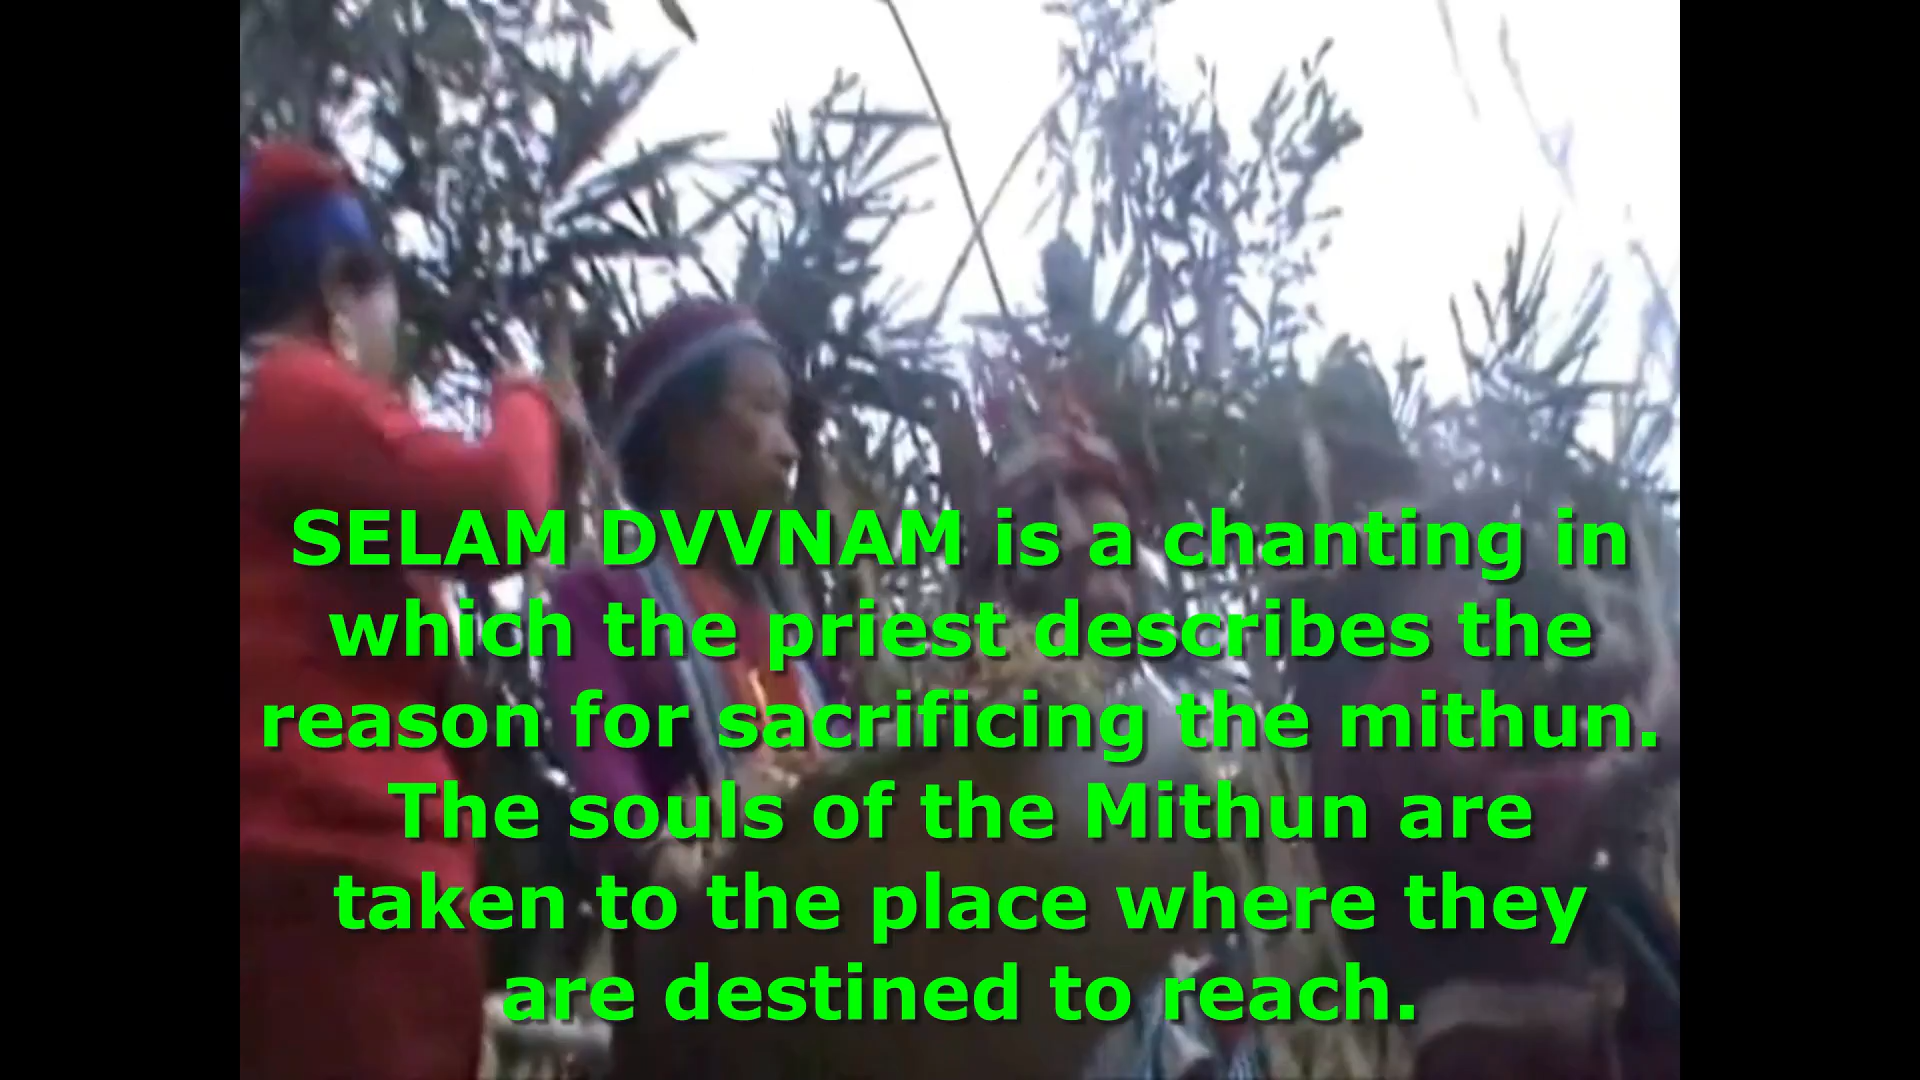 SELAM DVVNAM is a chanting in
which the priest describes the
reason for sacrificing the mithun.
The souls of the Mithun are
taken to the place where they
are destined to reach.